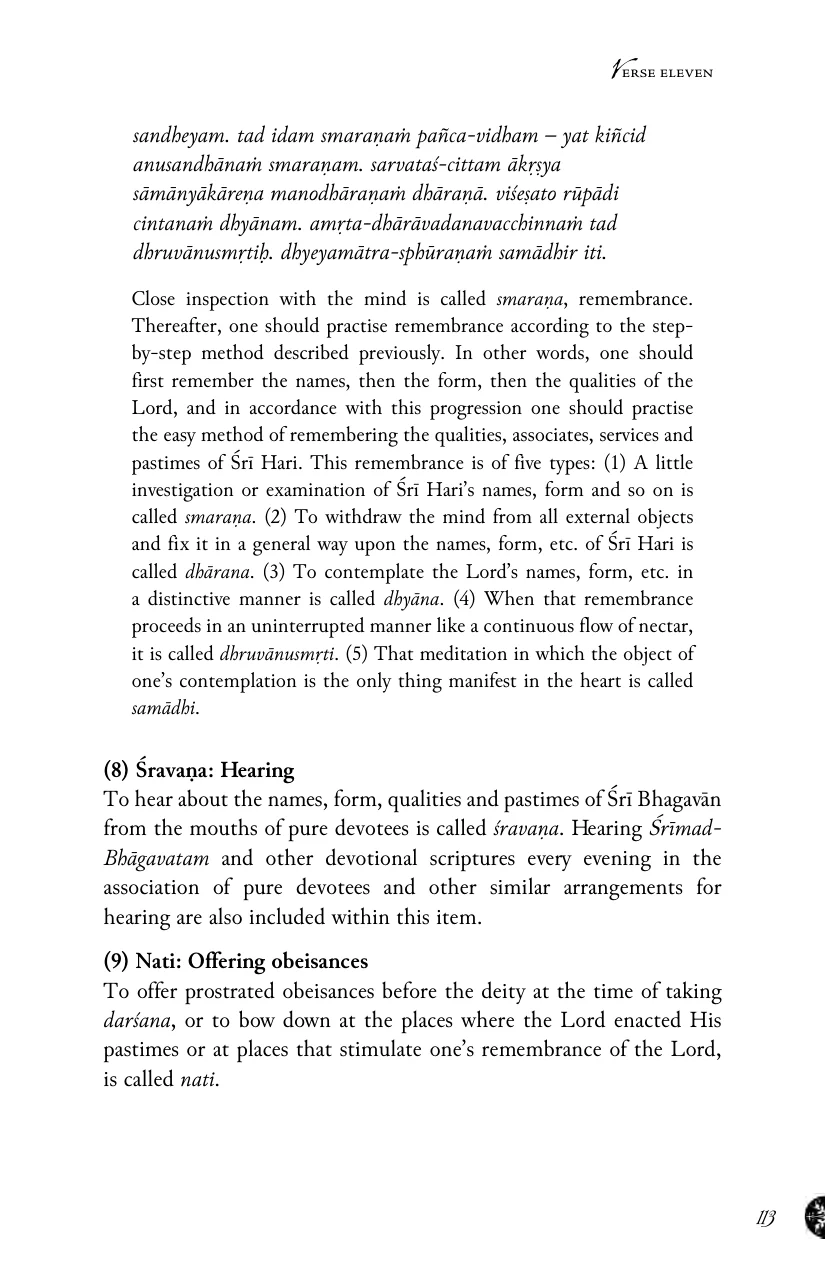 VERSE ELEVEN
sandheyam. tad idam smaraṇaṁ pañca-vidham – yat kiñcid
anusandhānaṁ smaraṇam. sarvataś-cittam ākṛṣya
sāmānyākāreṇa manodhāraṇaṁ dhāraṇā. viśeṣato rūpādi
cintanaṁ dhyānam. amṛta-dhārāvadanavacchinnaṁ tad
dhruvānusmṛtiḥ. dhyeyamātra-sphūraṇaṁ samādhir iti.
Close inspection with the mind is called smaraṇa, remembrance.
Thereafter, one should practise remembrance according to the step-
by-step method described previously. In other words, one should
first remember the names, then the form, then the qualities of the
Lord, and in accordance with this progression one should practise
the easy method of remembering the qualities, associates, services and
pastimes of Śrī Hari. This remembrance is of five types: (1) A little
investigation or examination of Śrī Hari’s names, form and so on is
called smaraṇa. (2) To withdraw the mind from all external objects
and fix it in a general way upon the names, form, etc. of Śrī Hari is
called dhārana. (3) To contemplate the Lord’s names, form, etc. in
a distinctive manner is called dhyāna. (4) When that remembrance
proceeds in an uninterrupted manner like a continuous flow of nectar,
it is called dhruvānusmṛti. (5) That meditation in which the object of
one’s contemplation is the only thing manifest in the heart is called
samādhi.
(8) Śravaṇa: Hearing
To hear about the names, form, qualities and pastimes of Śrī Bhagavān
from the mouths of pure devotees is called śravaṇa. Hearing Śrīmad-
Bhāgavatam and other devotional scriptures every evening in the
association of pure devotees and other similar arrangements for
hearing are also included within this item.
(9) Nati: Offering obeisances
To offer prostrated obeisances before the deity at the time of taking
darśana, or to bow down at the places where the Lord enacted His
pastimes or at places that stimulate one’s remembrance of the Lord,
is called nati.
113